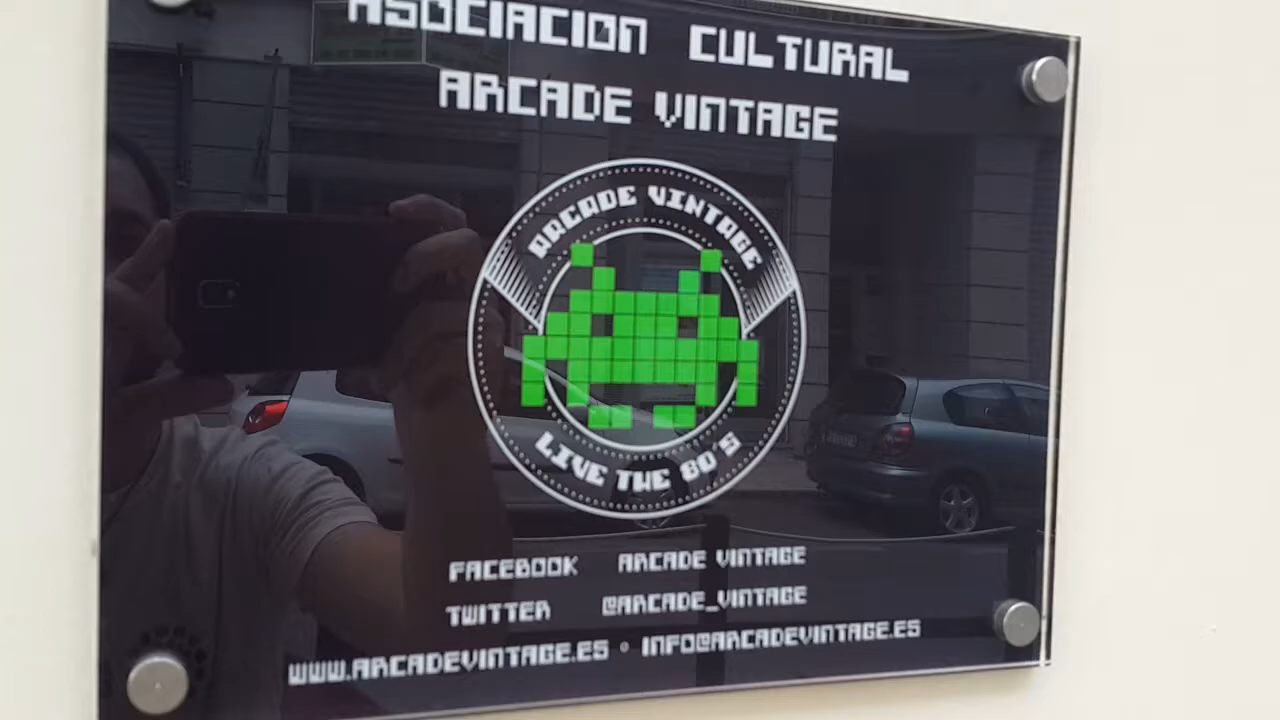 ASOCIACION CULTURAL
ARCADE VINTAGE
ARCADE VINTAGE
LIVE THE 80'S
FACEBOOK ARCADE VINTAGE
TWITTER @ARCADE_VINTAGE
WWW.ARCADEVINTAGE.ES • INFO@ARCADEVINTAGE.ES